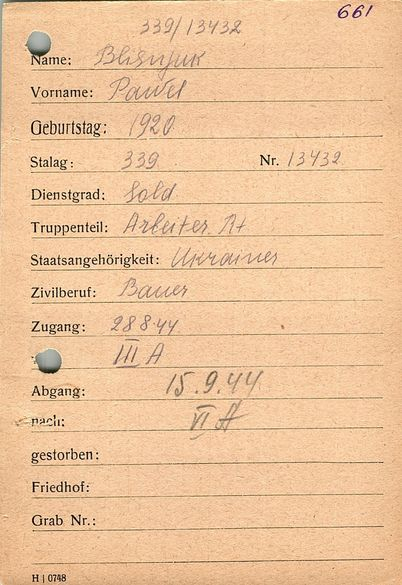 661
339/13432
Name: Blisnjuk
Vorname: Pawel
Geburtstag: 1920
Stalag: 339 Nr. 13432
Dienstgrad: Sold
Truppenteil: Arbeiter Bt
Staatsangehörigkeit: Ukrainer
Zivilberuf: Bauer
Zugang: 28 8 44
III A
Abgang: 15.9.44
nach: VI A
gestorben:
Friedhof:
Grab Nr.:
H | 0748